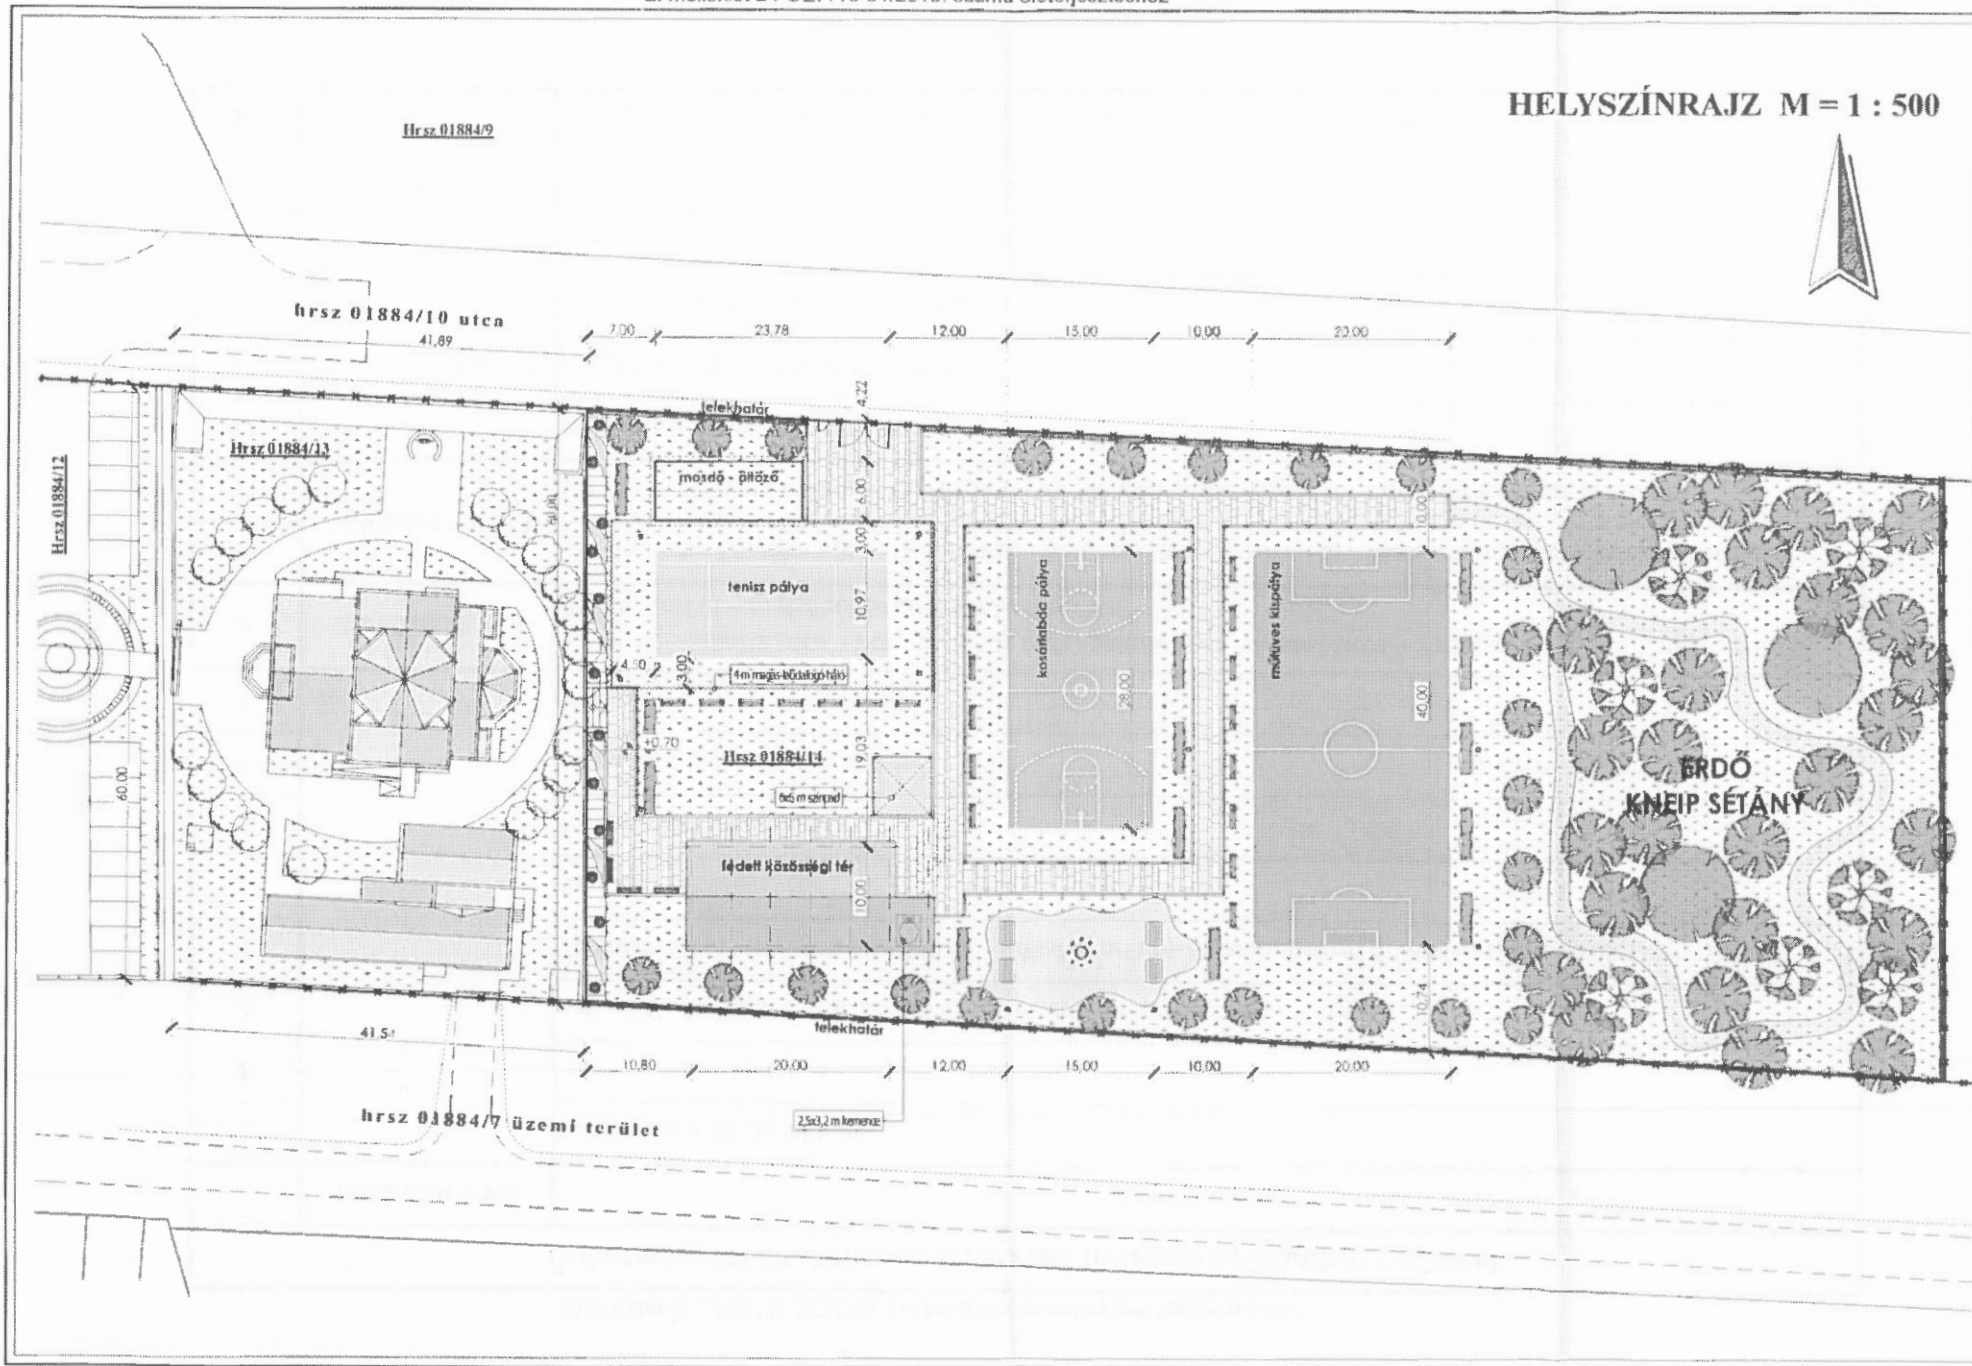 HELYSZÍNRAJZ M = 1 : 500
Hrsz 01884/9
hrsz 01884/10 utca
41,89
7,00
23,78
12,00
15,00
10,00
20,00
4,22
telekhatár
Hrsz 01884/13
Hrsz 01884/12
60,00
mosdó - öltöző
6,00
3,00
10,00
tenisz pálya
10,97
kosárlabda pálya
műfüves kispálya
4,50
3,00
4 m magas labdafogó háló
28,00
40,00
+0,70
Hrsz 01884/14
19,03
6x6 m színpad
60,00
ERDŐ
KNEIP SÉTÁNY
fedett közösségi tér
10,00
10,74
telekhatár
41,54
10,80
20,00
12,00
15,00
10,00
20,00
2,5x3,2 m kemence
hrsz 01884/7 üzemi terület